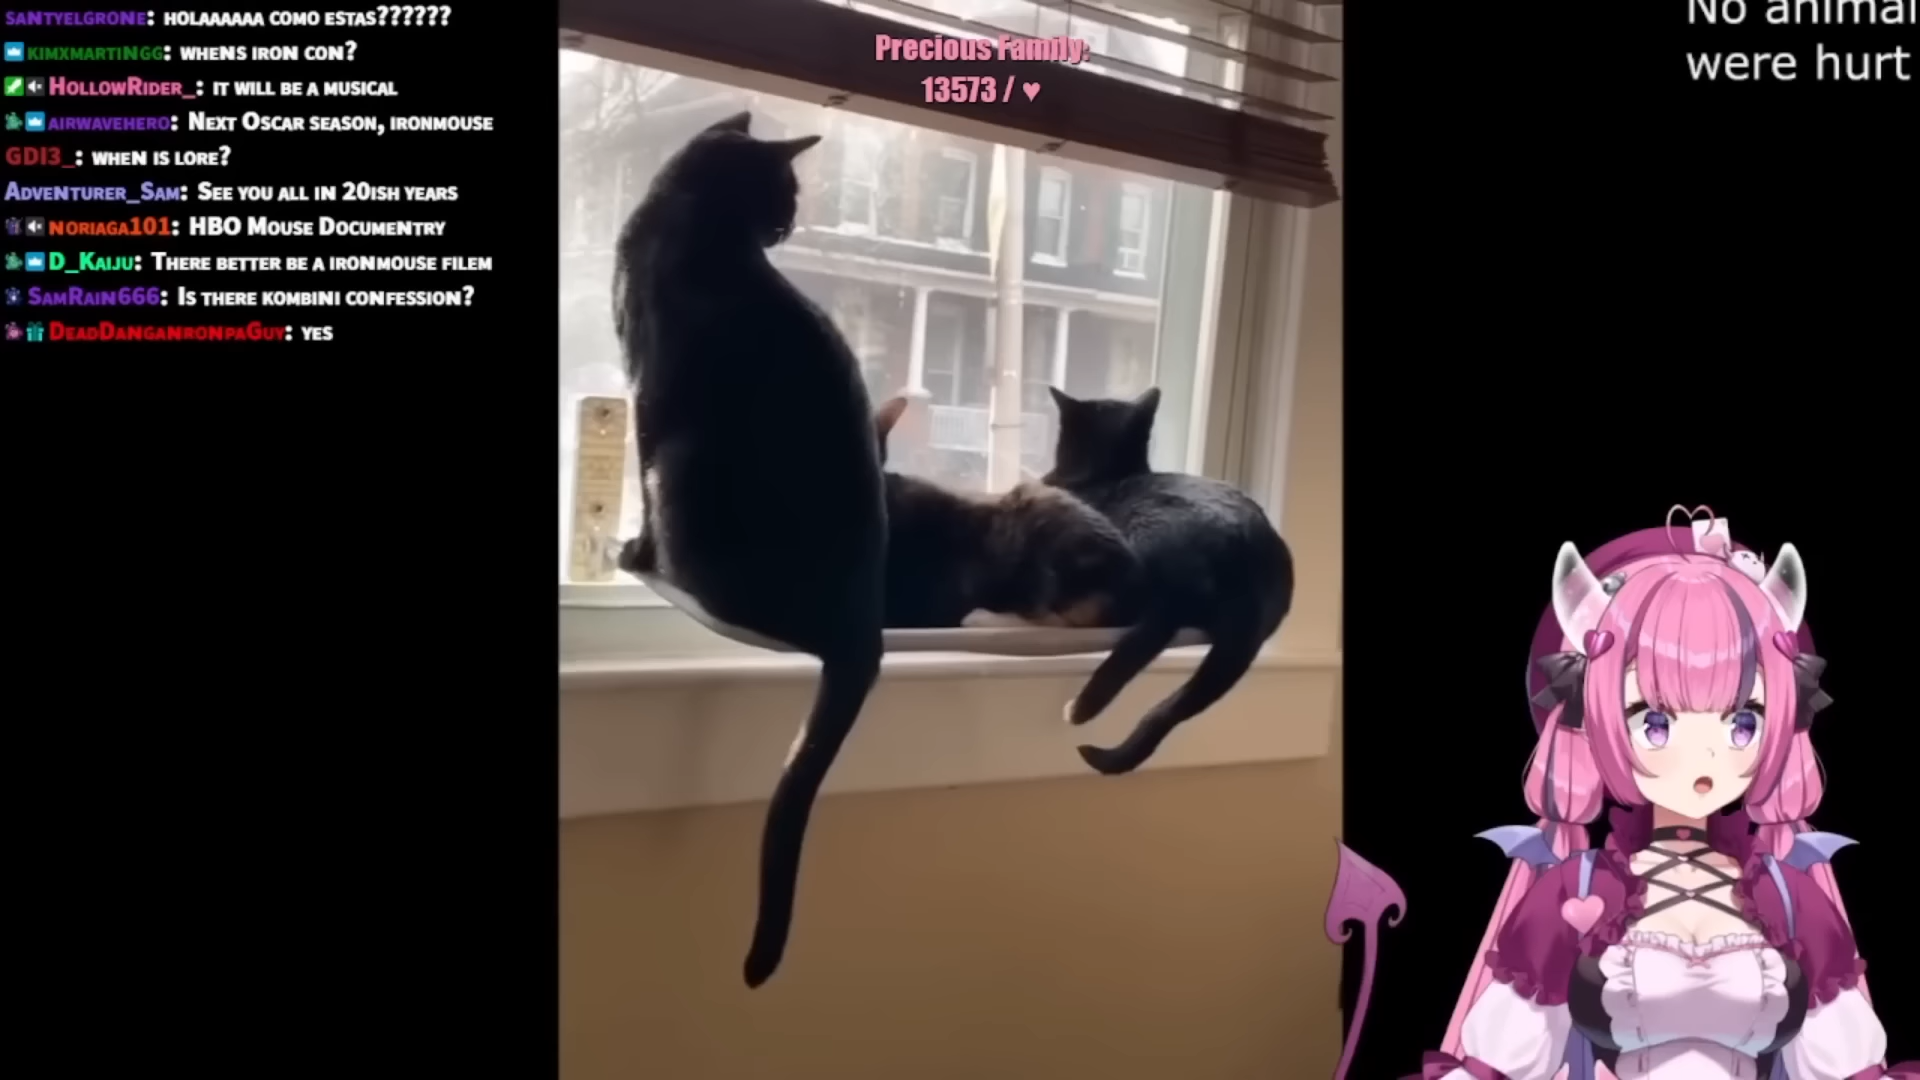 santyelgrone: holaaaaaa como estas??????
kimxmartingg: whens iron con?
HollowRider_: it will be a musical
airwavehero: Next Oscar season, ironmouse
GDI3_: when is lore?
Adventurer_Sam: See you all in 20ish years
noriaga101: HBO Mouse Documentry
D_Kaiju: There better be a ironmouse filem
SamRain666: Is there kombini confession?
DeadDanganronpaGuy: yes
Precious Family:
13573 / ♥
No animal
were hurt